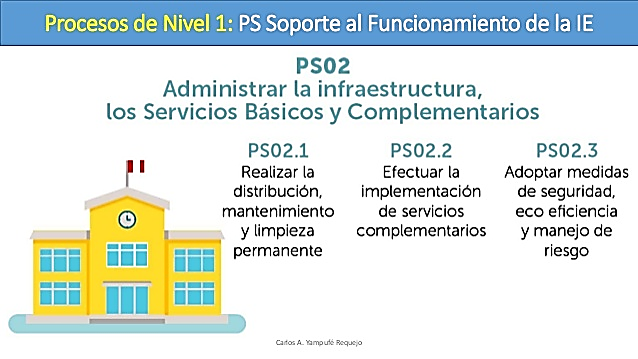 Procesos de Nivel 1: PS Soporte al Funcionamiento de la IE
PS02
Administrar la infraestructura,
los Servicios Básicos y Complementarios
PS02.1
Realizar la
distribución,
mantenimiento
y limpieza
permanente
PS02.2
Efectuar la
implementación
de servicios
complementarios
PS02.3
Adoptar medidas
de seguridad,
eco eficiencia
y manejo de
riesgo
Carlos A. Yampufé Requejo